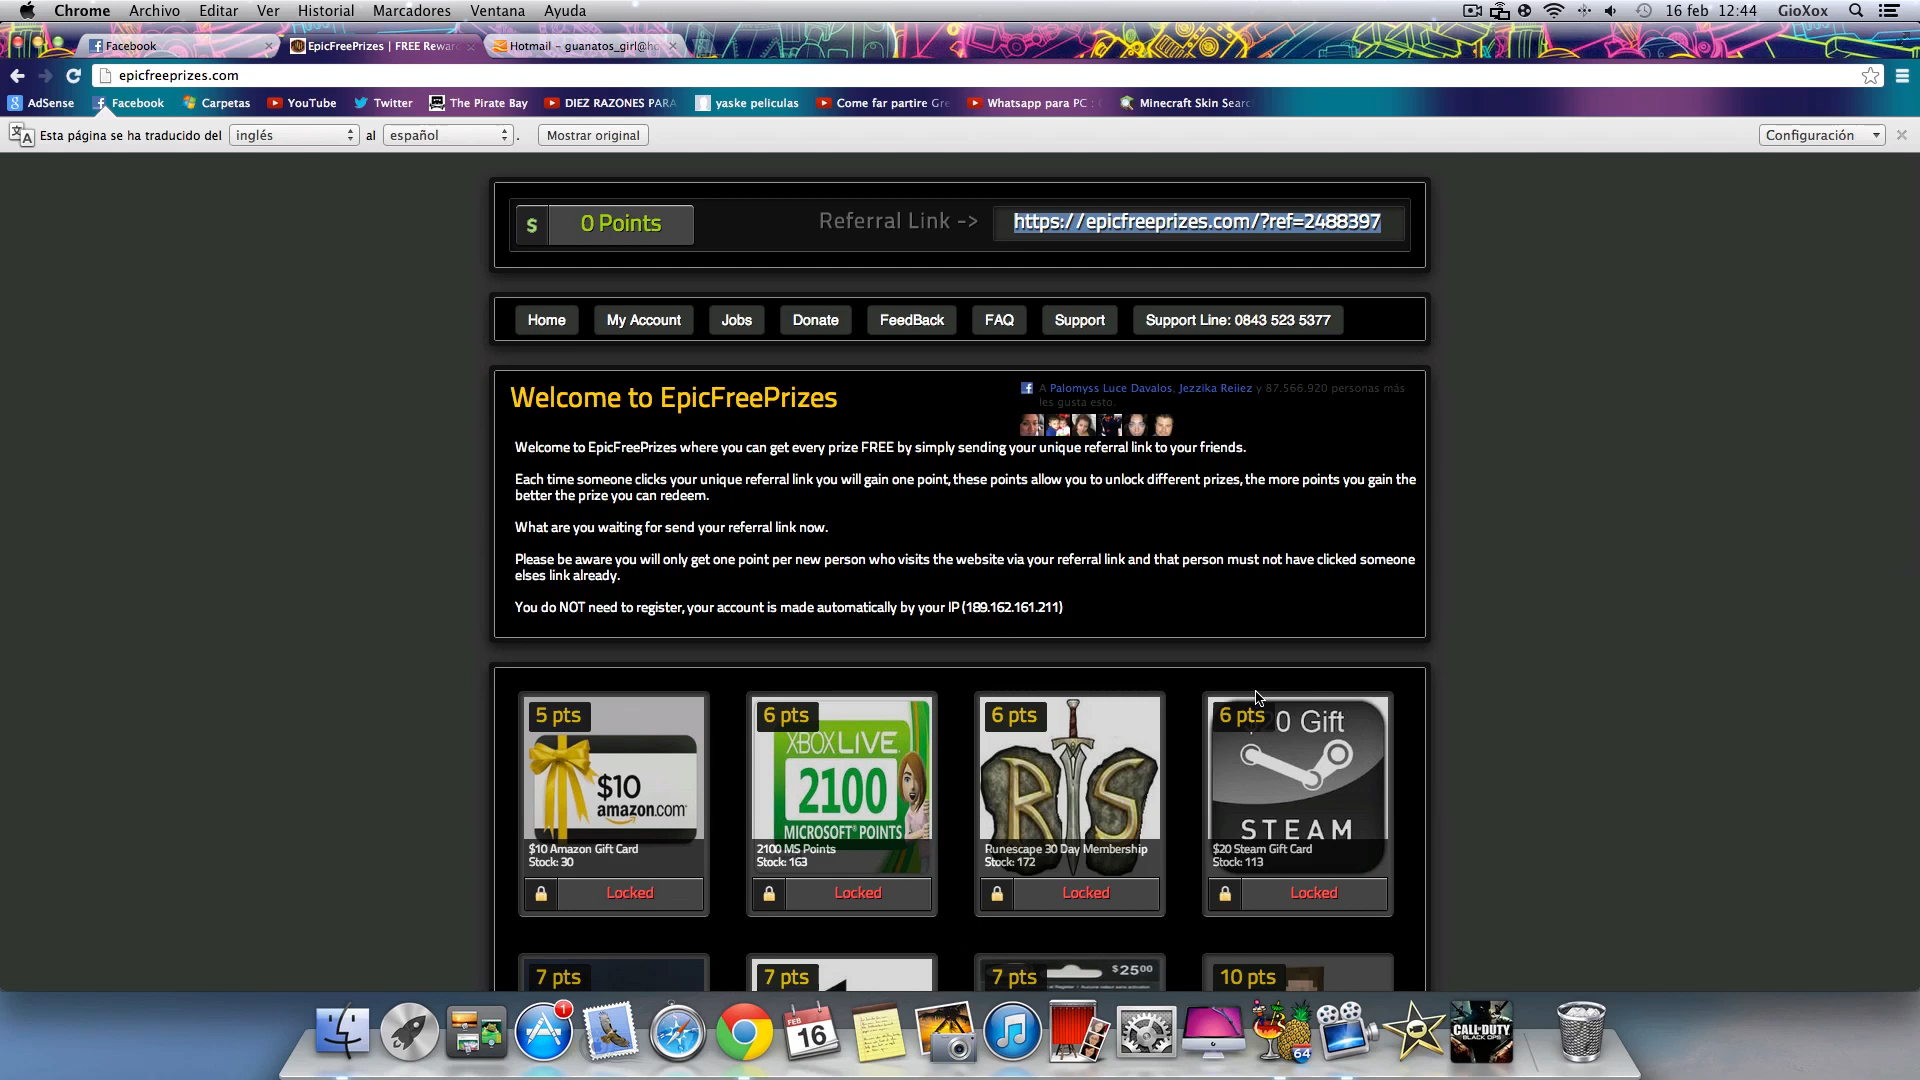 Chrome Archivo Editar Ver Historial Marcadores Ventana Ayuda 16 feb 12:44 GioXox
Facebook EpicFreePrizes | FREE Rewar Hotmail - guanatos_girl@ho
epicfreeprizes.com
AdSense Facebook Carpetas YouTube Twitter The Pirate Bay DIEZ RAZONES PARA yaske peliculas Come far partire Gre Whatsapp para PC : Minecraft Skin Searc
Esta página se ha traducido del inglés al español . Mostrar original Configuración
$ 0 Points Referral Link -> https://epicfreeprizes.com/?ref=2488397
Home My Account Jobs Donate FeedBack FAQ Support Support Line: 0843 523 5377
Welcome to EpicFreePrizes
A Palomyss Luce Davalos, Jezzika Reiiez y 87.566.920 personas más
les gusta esto.
Welcome to EpicFreePrizes where you can get every prize FREE by simply sending your unique referral link to your friends.
Each time someone clicks your unique referral link you will gain one point, these points allow you to unlock different prizes, the more points you gain the
better the prize you can redeem.
What are you waiting for send your referral link now.
Please be aware you will only get one point per new person who visits the website via your referral link and that person must not have clicked someone
elses link already.
You do NOT need to register, your account is made automatically by your IP (189.162.161.211)
5 pts
$10
amazon.com
$10 Amazon Gift Card
Stock: 30
Locked
6 pts
XBOX LIVE
2100
MICROSOFT® POINTS
2100 MS Points
Stock: 163
Locked
6 pts
RS
Runescape 30 Day Membership
Stock: 172
Locked
6 pts
0 Gift
STEAM
$20 Steam Gift Card
Stock: 113
Locked
7 pts
7 pts
7 pts
$25.00
10 pts
1
FEB
16
64
CALL OF DUTY
BLACK OPS